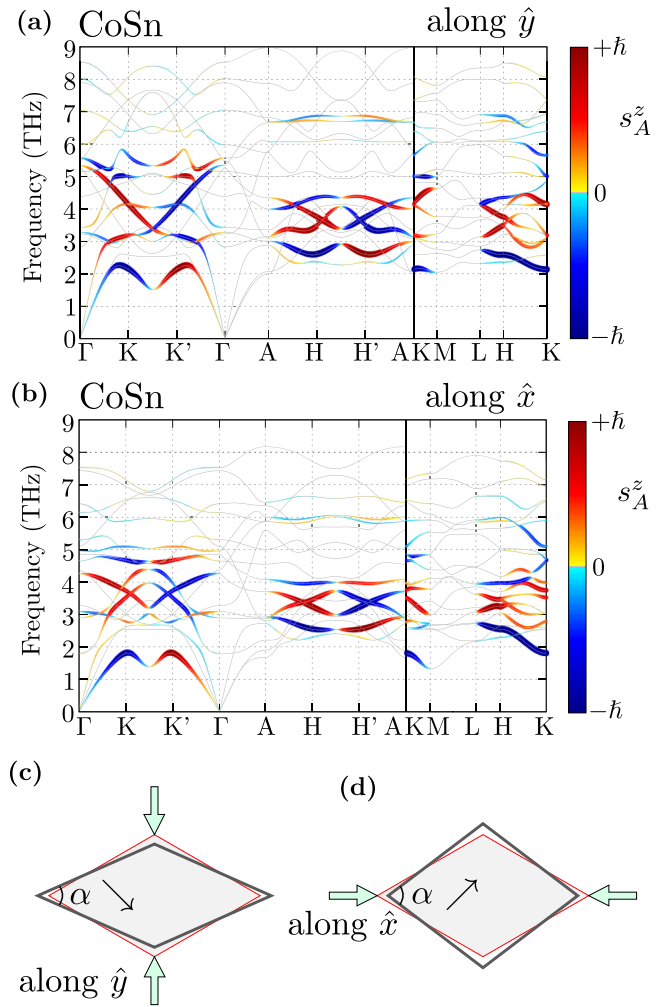 (a) CoSn along ŷ
Frequency (THz)
9
8
7
6
5
4
3
2
1
0
Γ K K' Γ A H H' A K M L H K
+ħ
s_A^z
0
−ħ
(b) CoSn along x̂
Frequency (THz)
9
8
7
6
5
4
3
2
1
0
Γ K K' Γ A H H' A K M L H K
+ħ
s_A^z
0
−ħ
(c)
α
along ŷ
(d)
α
along x̂